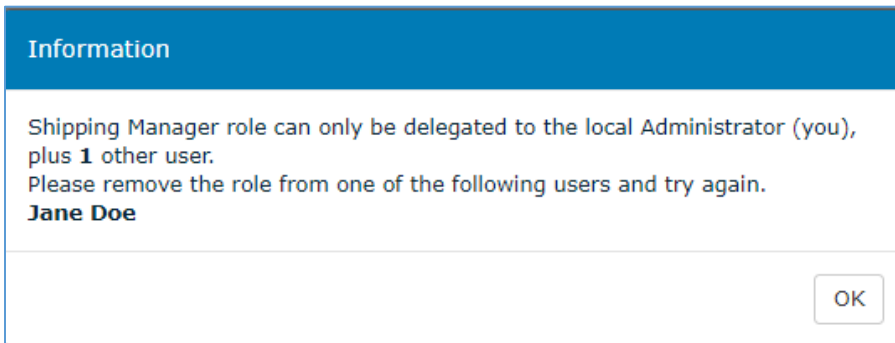 Information
Shipping Manager role can only be delegated to the local Administrator (you),
plus 1 other user.
Please remove the role from one of the following users and try again.
Jane Doe
OK